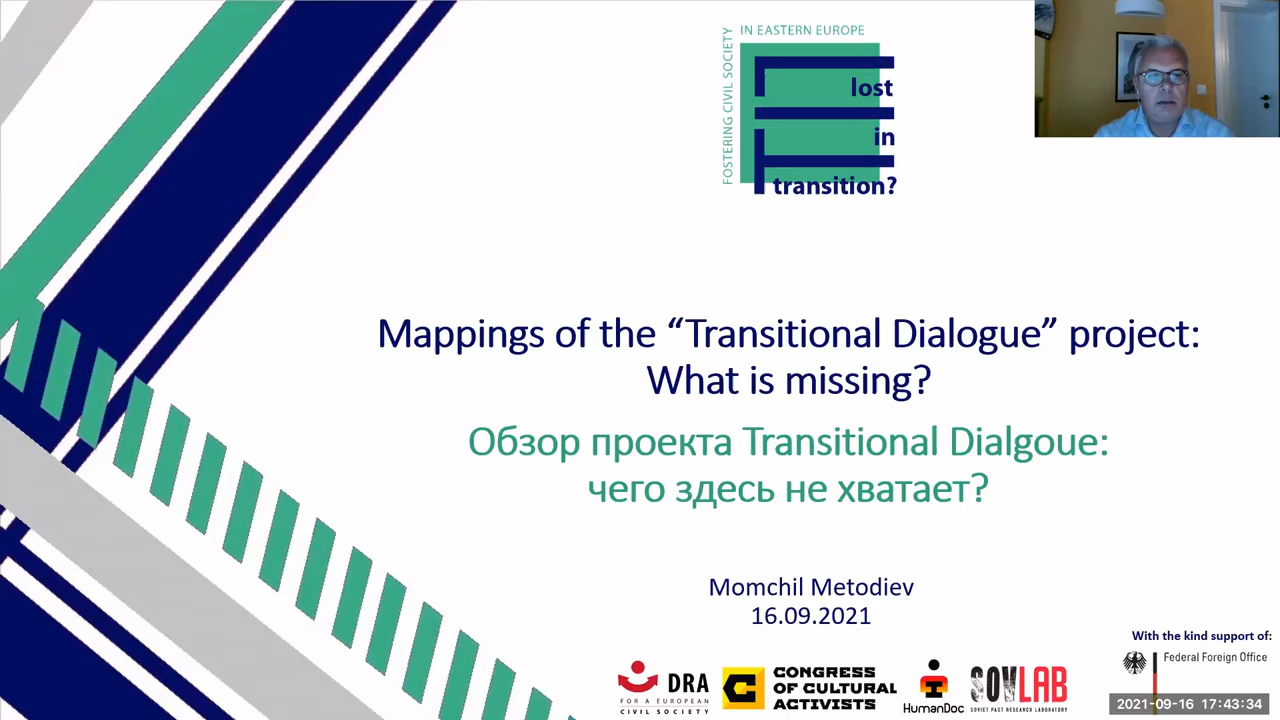 IN EASTERN EUROPE
FOSTERING CIVIL SOCIETY
lost
in
transition?
Mappings of the “Transitional Dialogue” project:
What is missing?
Обзор проекта Transitional Dialgoue:
чего здесь не хватает?
Momchil Metodiev
16.09.2021
With the kind support of:
Federal Foreign Office
DRA
FOR A EUROPEAN
CIVIL SOCIETY
CONGRESS
OF CULTURAL
ACTIVISTS
HumanDoc
SOVLAB
SOVIET PAST RESEARCH LABORATORY
2021-09-16 17:43:34